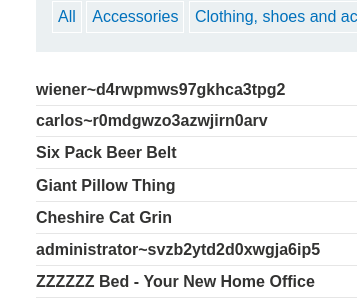 All Accessories Clothing, shoes and ac
wiener~d4rwpmws97gkhca3tpg2
carlos~r0mdgwzo3azwjirn0arv
Six Pack Beer Belt
Giant Pillow Thing
Cheshire Cat Grin
administrator~svzb2ytd2d0xwgja6ip5
ZZZZZZ Bed - Your New Home Office